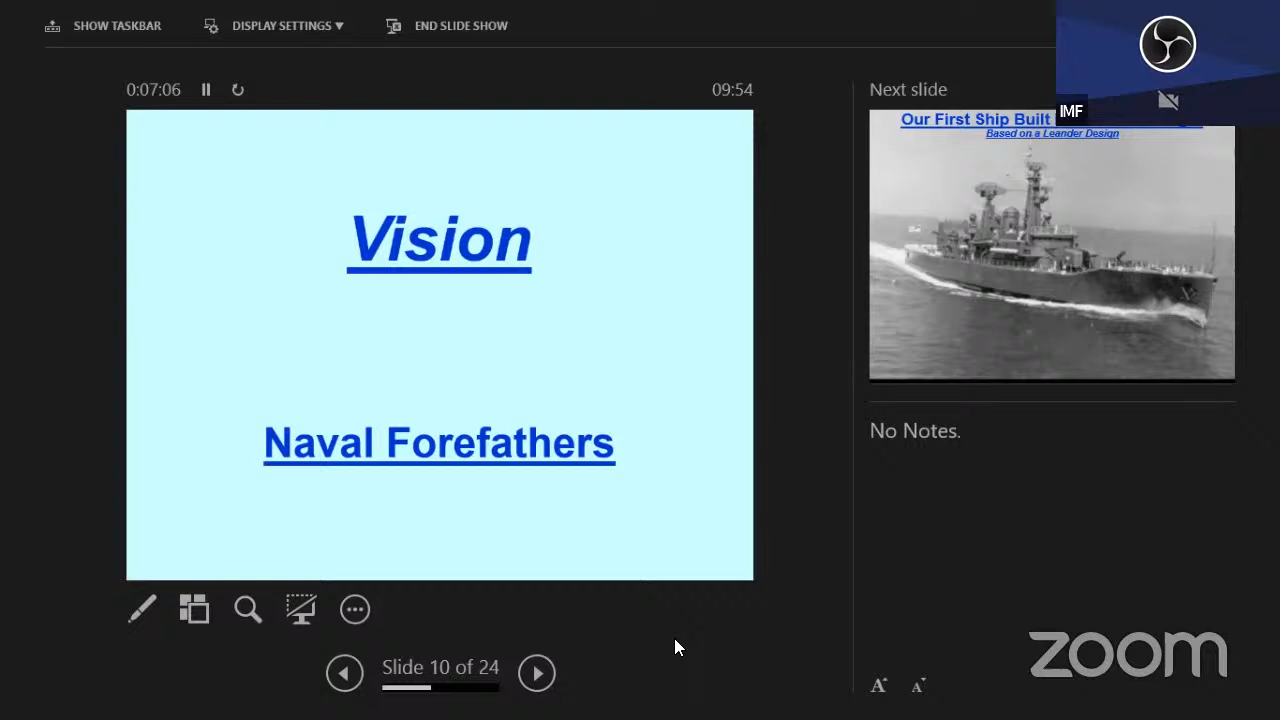 SHOW TASKBAR
DISPLAY SETTINGS ▼
END SLIDE SHOW
0:07:06
09:54
Next slide
IMF
Vision
Naval Forefathers
Our First Ship Built
Based on a Leander Design
No Notes.
Slide 10 of 24
A A
zoom